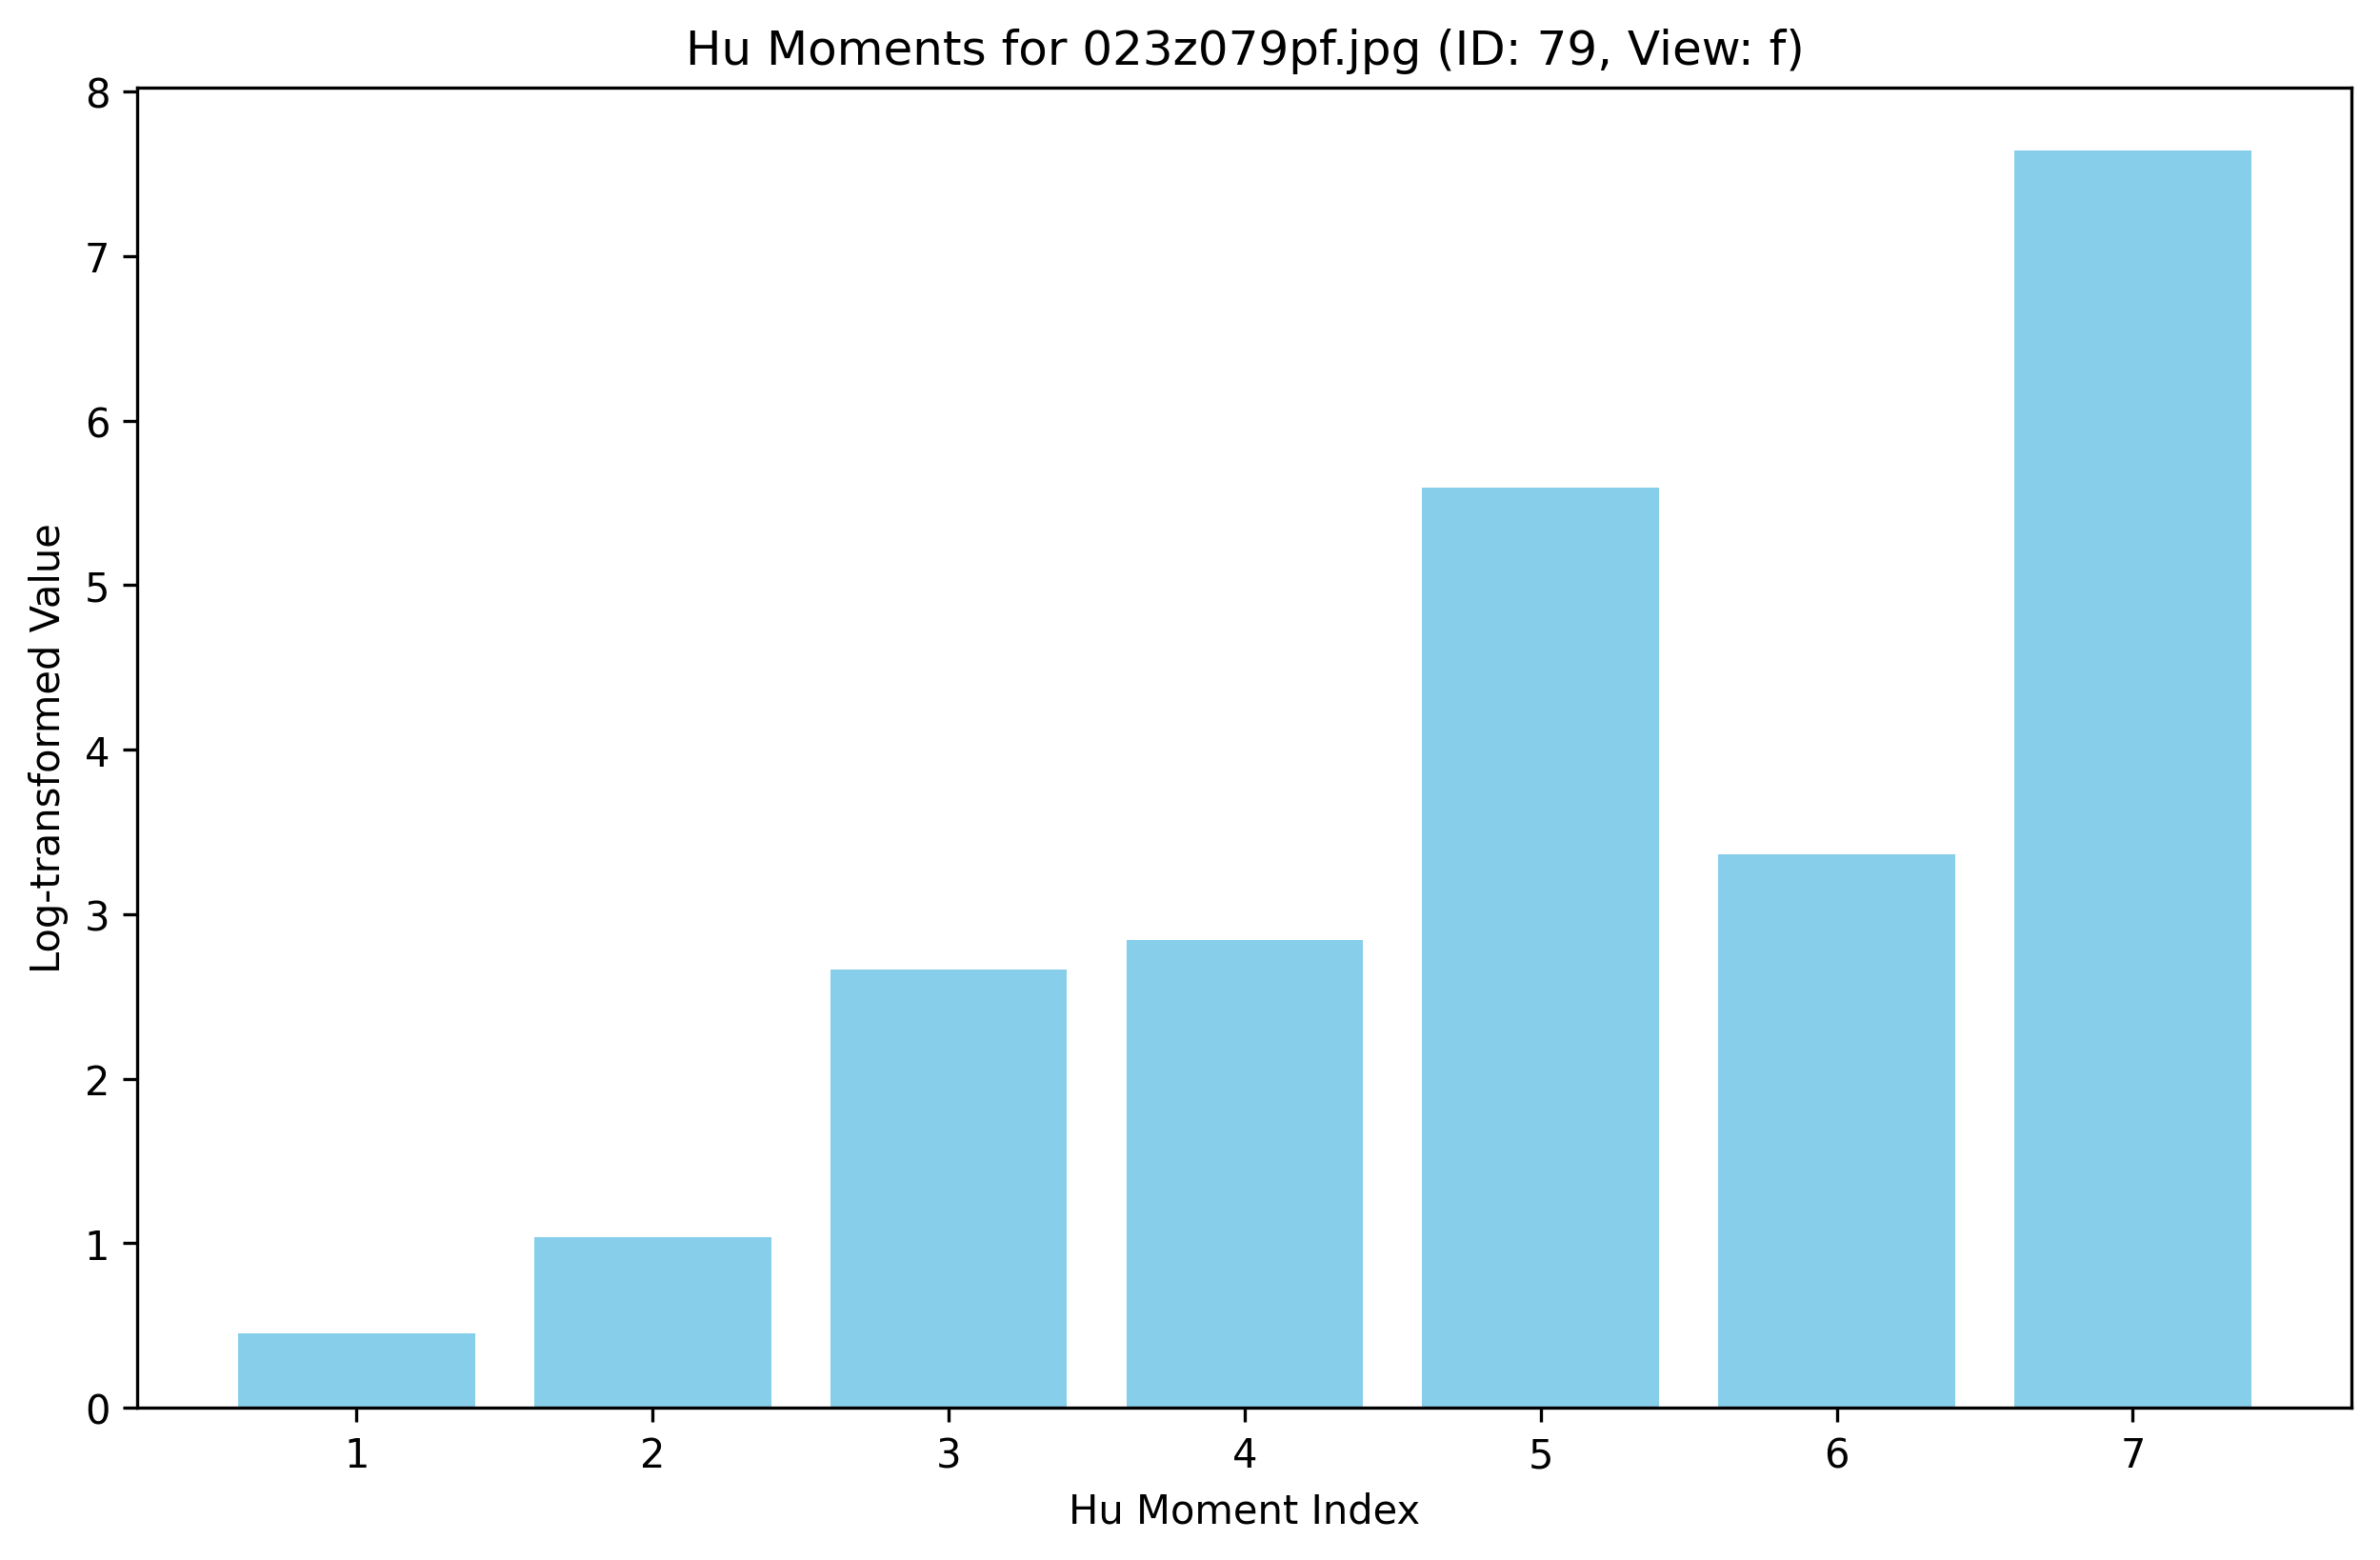 Hu Moments for 023z079pf.jpg (ID: 79, View: f)
8
7
6
5
4
3
2
1
0
Log-transformed Value
1 2 3 4 5 6 7
Hu Moment Index